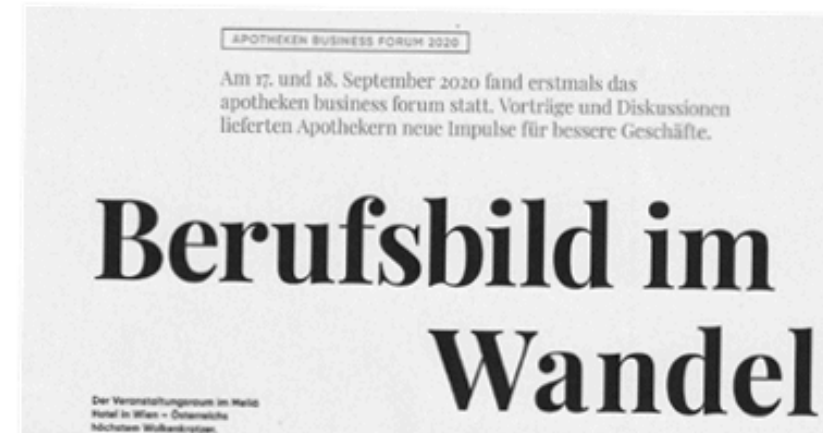 APOTHEKEN BUSINESS FORUM 2020
Am 17. und 18. September 2020 fand erstmals das
apotheken business forum statt. Vorträge und Diskussionen
lieferten Apothekern neue Impulse für bessere Geschäfte.
Berufsbild im
Wandel
Der Veranstaltungsraum im Meliá
Hotel in Wien – Österreichs
höchstem Wolkenkratzer.